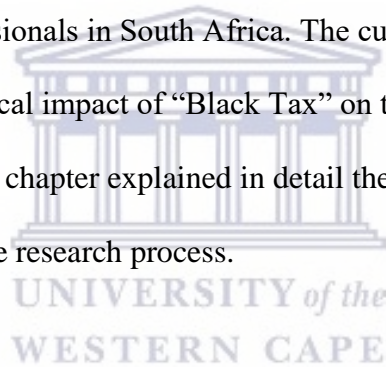 sionals in South Africa. The cu
cal impact of “Black Tax” on t
chapter explained in detail the
e research process.
UNIVERSITY of the
WESTERN CAPE